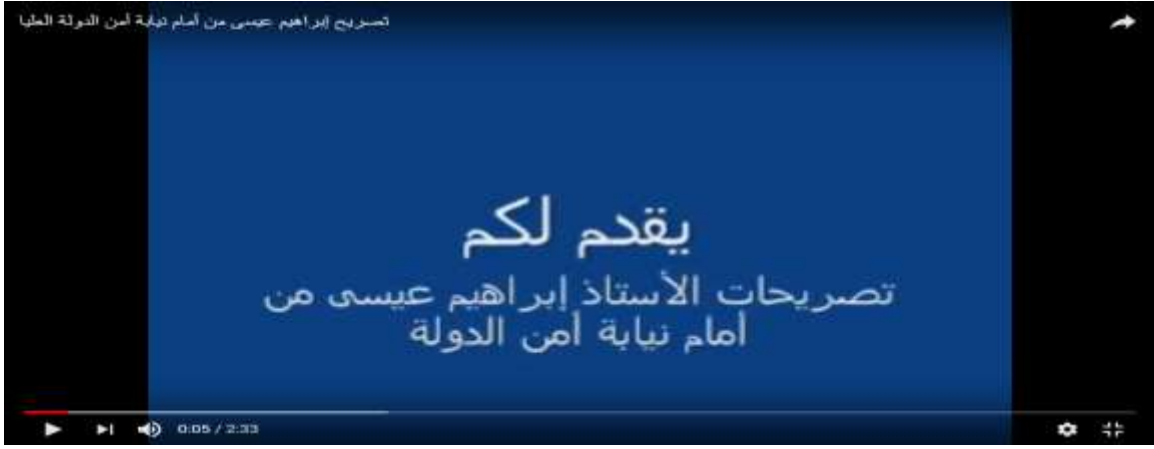 تصريح إبراهيم عيسى من أمام نيابة أمن الدولة العليا
يقدم لكم
تصريحات الأستاذ إبراهيم عيسى من
أمام نيابة أمن الدولة
0:05 / 2:33